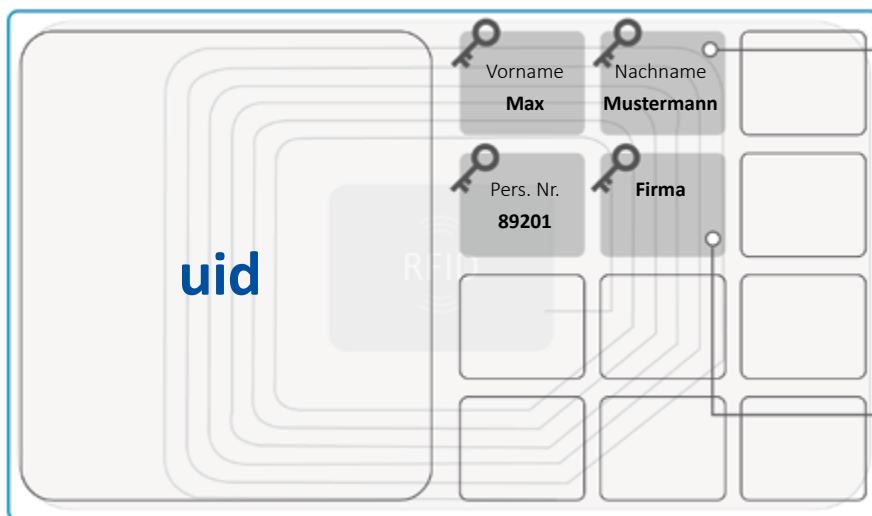 Vorname
Max
Nachname
Mustermann
Pers. Nr.
89201
Firma
uid
RFID